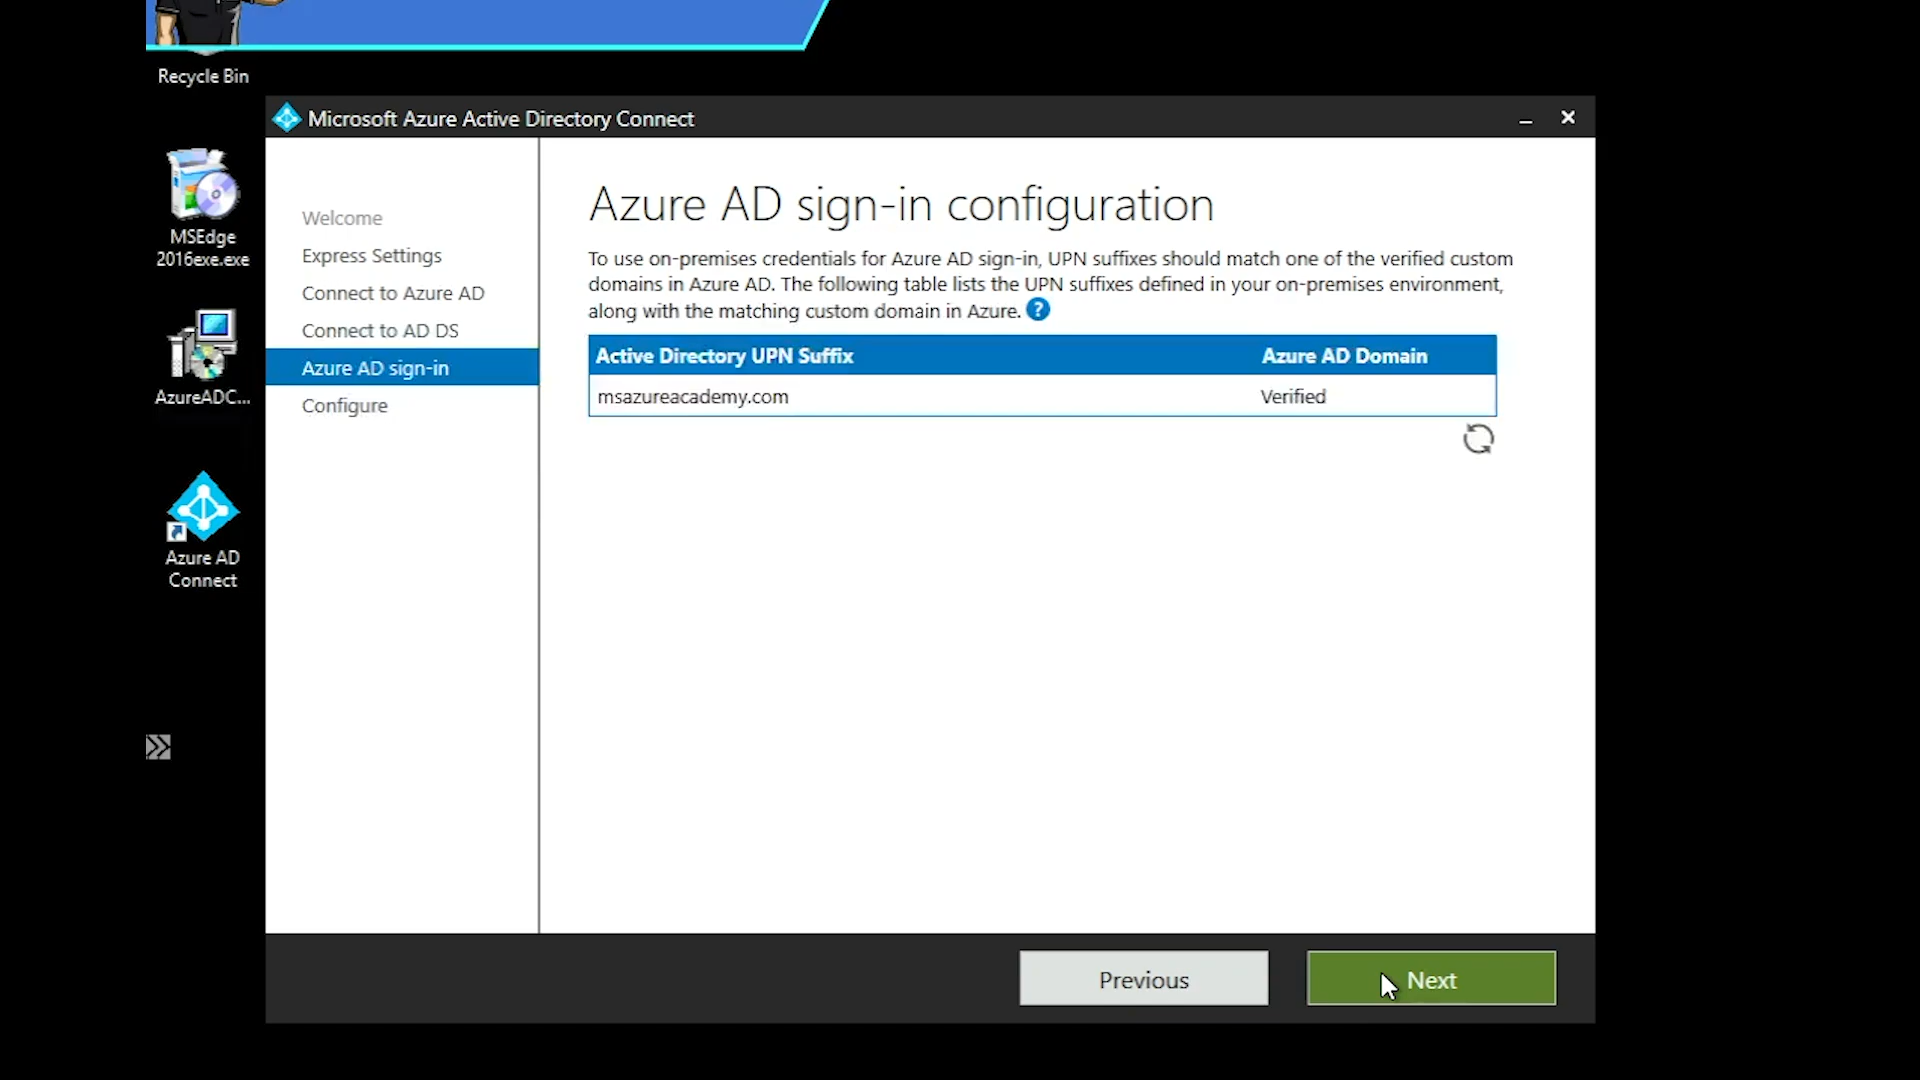 Recycle Bin
Microsoft Azure Active Directory Connect
MSEdge
2016exe.exe
AzureADC...
Azure AD
Connect
Welcome
Express Settings
Connect to Azure AD
Connect to AD DS
Azure AD sign-in
Configure
Azure AD sign-in configuration
To use on-premises credentials for Azure AD sign-in, UPN suffixes should match one of the verified custom
domains in Azure AD. The following table lists the UPN suffixes defined in your on-premises environment,
along with the matching custom domain in Azure. ?
Active Directory UPN Suffix Azure AD Domain
msazureacademy.com Verified
Previous Next